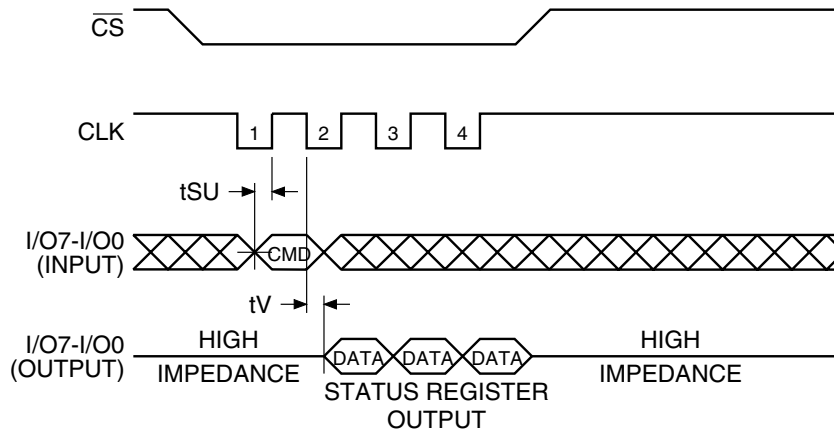 CS
CLK
1 2 3 4
tSU
I/O7-I/O0
(INPUT)
CMD
tV
I/O7-I/O0
(OUTPUT)
HIGH
IMPEDANCE
DATA DATA DATA
STATUS REGISTER
OUTPUT
HIGH
IMPEDANCE